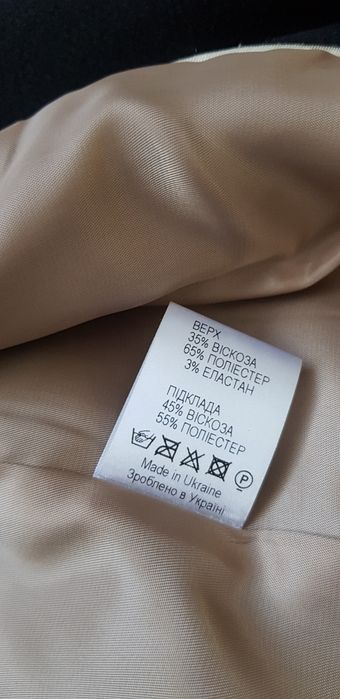 ВЕРХ
35% ВІСКОЗА
65% ПОЛІЕСТЕР
3% ЕЛАСТАН
ПІДКЛАДА
45% ВІСКОЗА
55% ПОЛІЕСТЕР
P
Made in Ukraine
Зроблено в Україні